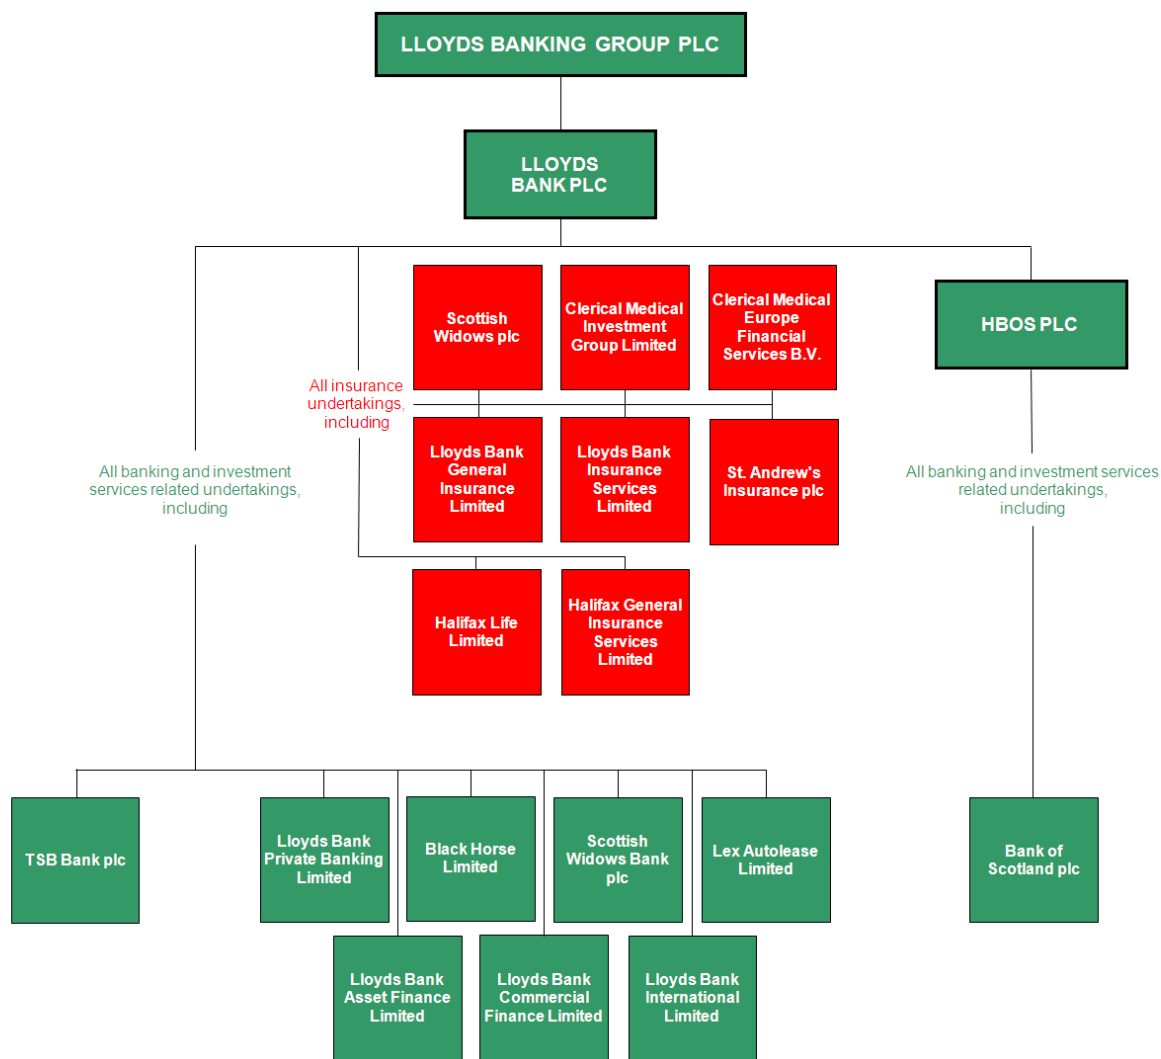 LLOYDS BANKING GROUP PLC
LLOYDS
BANK PLC
Scottish
Widows plc
Clerical Medical
Investment
Group Limited
Clerical Medical
Europe
Financial
Services B.V.
HBOS PLC
All insurance
undertakings,
including
Lloyds Bank
General
Insurance
Limited
Lloyds Bank
Insurance
Services
Limited
St. Andrew's
Insurance plc
All banking and investment
services related undertakings,
including
All banking and investment services
related undertakings,
including
Halifax Life
Limited
Halifax General
Insurance
Services
Limited
TSB Bank plc
Lloyds Bank
Private Banking
Limited
Black Horse
Limited
Scottish
Widows Bank
plc
Lex Autolease
Limited
Bank of
Scotland plc
Lloyds Bank
Asset Finance
Limited
Lloyds Bank
Commercial
Finance Limited
Lloyds Bank
International
Limited